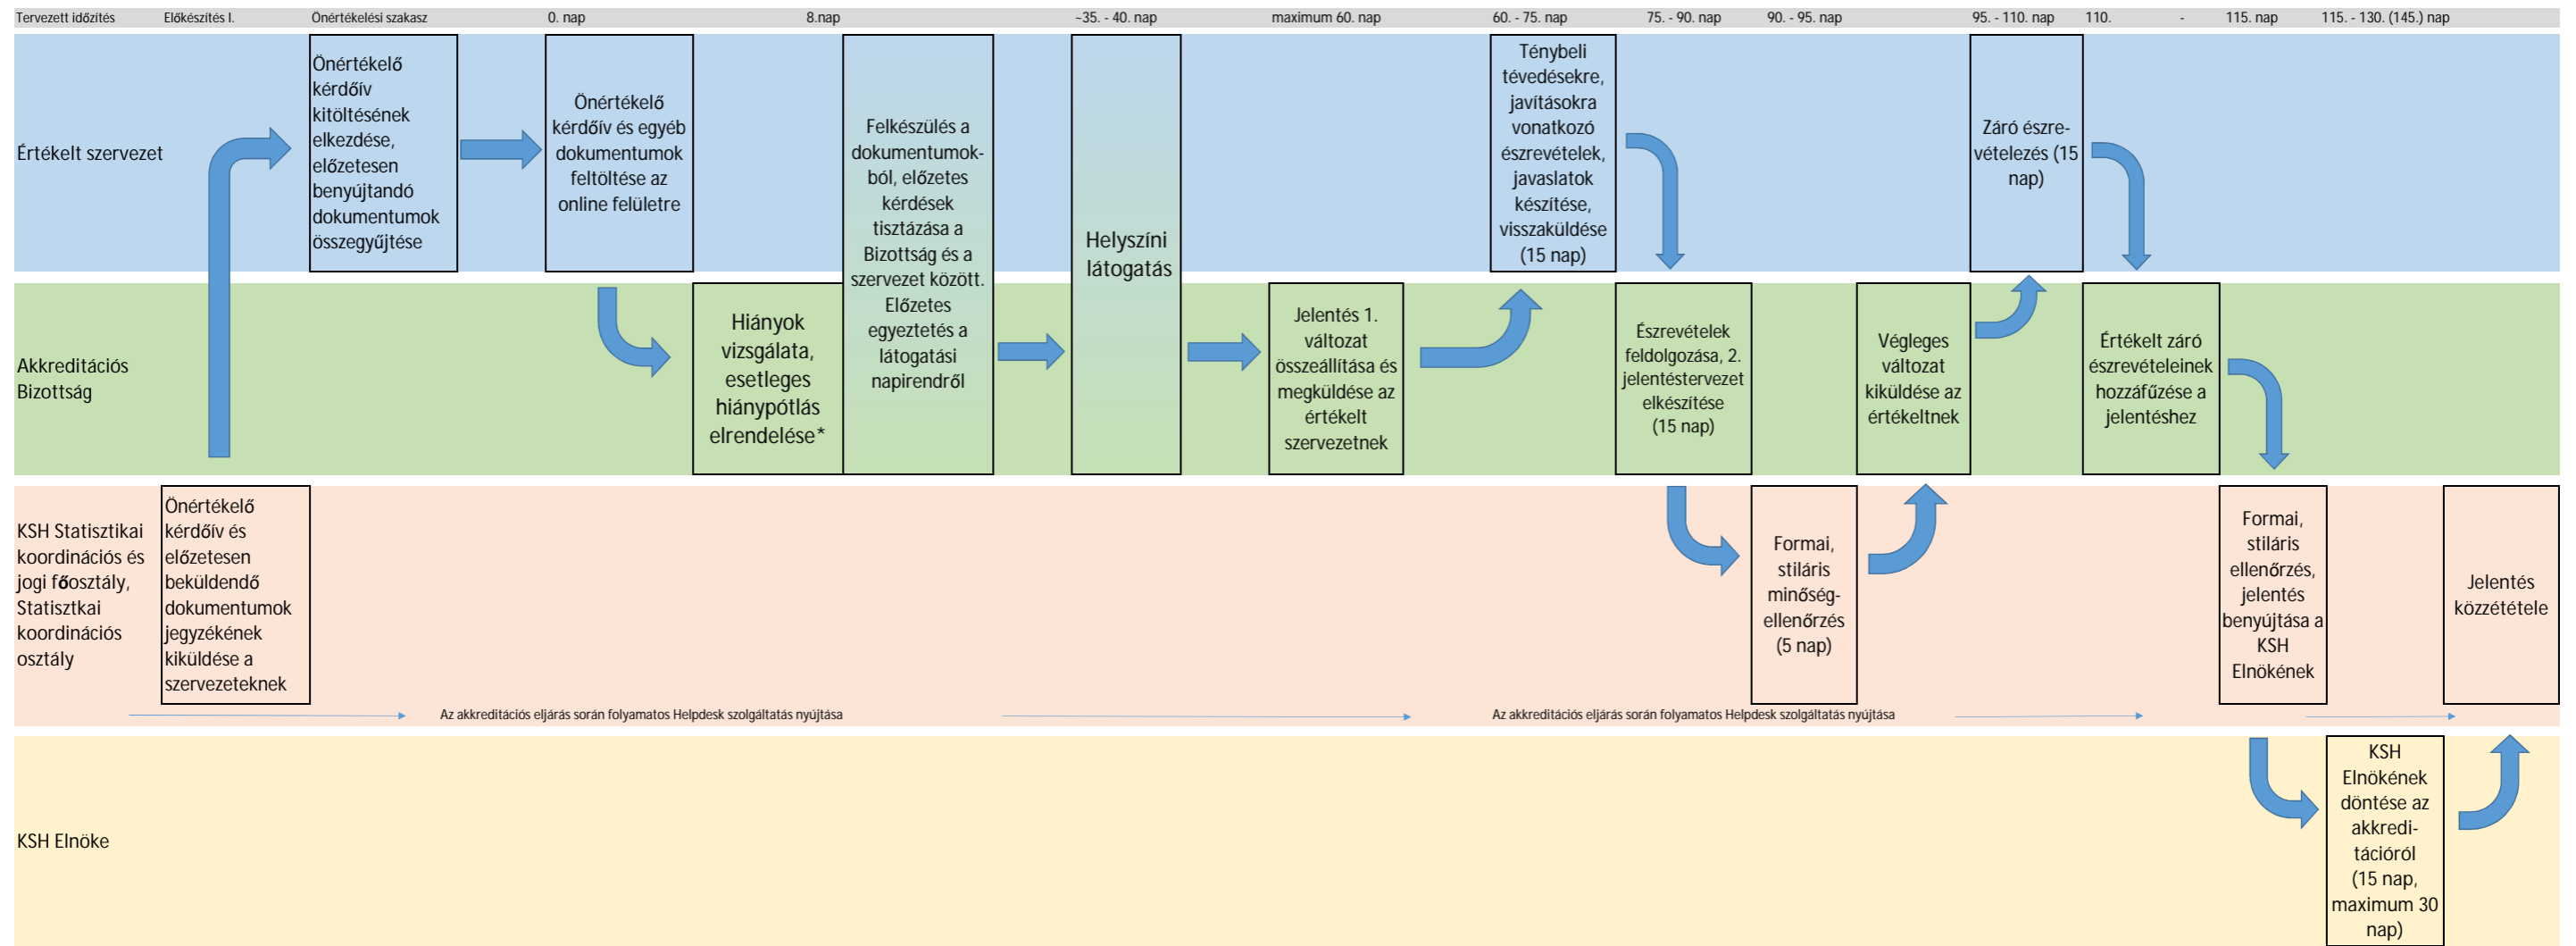 Tervezett időzítés
Előkészítés I.
Önértékelési szakasz
0. nap
8.nap
~35. - 40. nap
maximum 60. nap
60. - 75. nap
75. - 90. nap
90. - 95. nap
95. - 110. nap
110.
-
115. nap
115. - 130. (145.) nap
Értékelt szervezet
Önértékelő
kérdőív
kitöltésének
elkezdése,
előzetesen
benyújtandó
dokumentumok
összegyűjtése
Önértékelő
kérdőív és egyéb
dokumentumok
feltöltése az
online felületre
Felkészülés a
dokumentumok-
ból, előzetes
kérdések
tisztázása a
Bizottság és a
szervezet között.
Előzetes
egyeztetés a
látogatási
napirendről
Helyszíni
látogatás
Ténybeli
tévedésekre,
javításokra
vonatkozó
észrevételek,
javaslatok
készítése,
visszaküldése
(15 nap)
Záró észre-
vételezés (15
nap)
Akkreditációs
Bizottság
Hiányok
vizsgálata,
esetleges
hiánypótlás
elrendelése*
Jelentés 1.
változat
összeállítása és
megküldése az
értékelt
szervezetnek
Észrevételek
feldolgozása, 2.
jelentéstervezet
elkészítése
(15 nap)
Végleges
változat
kiküldése az
értékeltnek
Értékelt záró
észrevételeinek
hozzáfűzése a
jelentéshez
KSH Statisztikai
koordinációs és
jogi főosztály,
Statisztkai
koordinációs
osztály
Önértékelő
kérdőív és
előzetesen
beküldendő
dokumentumok
jegyzékének
kiküldése a
szervezeteknek
Formai,
stiláris
minőség-
ellenőrzés
(5 nap)
Formai,
stiláris
ellenőrzés,
jelentés
benyújtása a
KSH
Elnökének
Jelentés
közzététele
Az akkreditációs eljárás során folyamatos Helpdesk szolgáltatás nyújtása
Az akkreditációs eljárás során folyamatos Helpdesk szolgáltatás nyújtása
KSH Elnöke
KSH
Elnökének
döntése az
akkredi-
tációról
(15 nap,
maximum 30
nap)